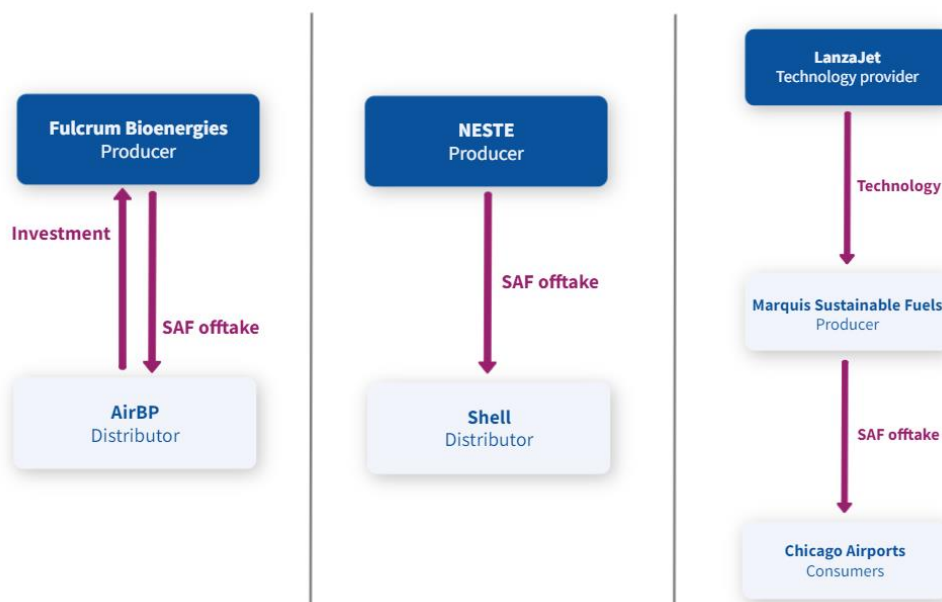 Fulcrum Bioenergies
Producer
Investment
SAF offtake
AirBP
Distributor
NESTE
Producer
SAF offtake
Shell
Distributor
LanzaJet
Technology provider
Technology
Marquis Sustainable Fuels
Producer
SAF offtake
Chicago Airports
Consumers